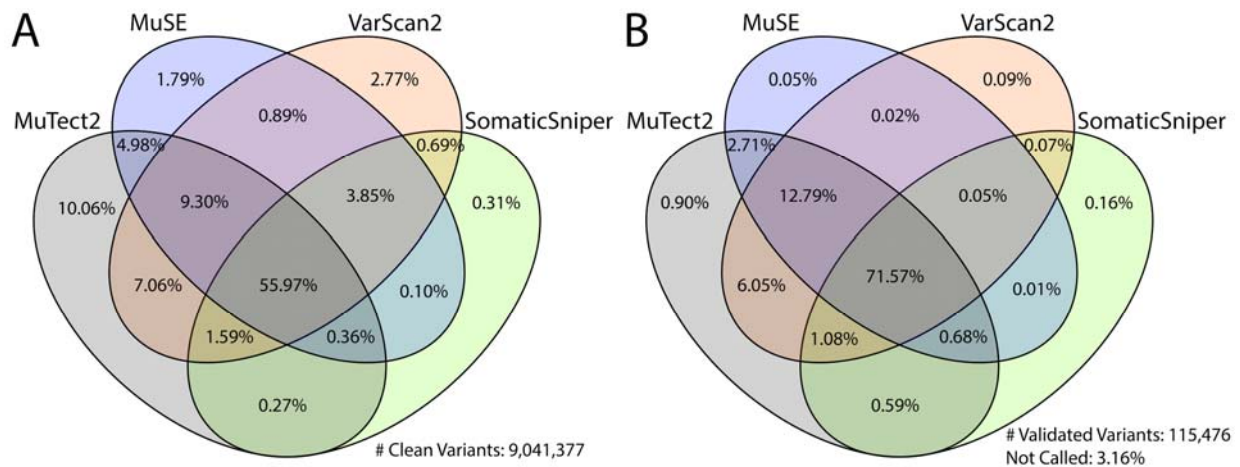 A
MuSE
VarScan2
MuTect2
SomaticSniper
1.79%
2.77%
0.89%
4.98%
0.69%
10.06%
9.30%
3.85%
0.31%
7.06%
55.97%
0.10%
1.59%
0.36%
0.27%
# Clean Variants: 9,041,377
B
MuSE
VarScan2
MuTect2
SomaticSniper
0.05%
0.09%
0.02%
2.71%
0.07%
0.90%
12.79%
0.05%
0.16%
6.05%
71.57%
0.01%
1.08%
0.68%
0.59%
# Validated Variants: 115,476
Not Called: 3.16%